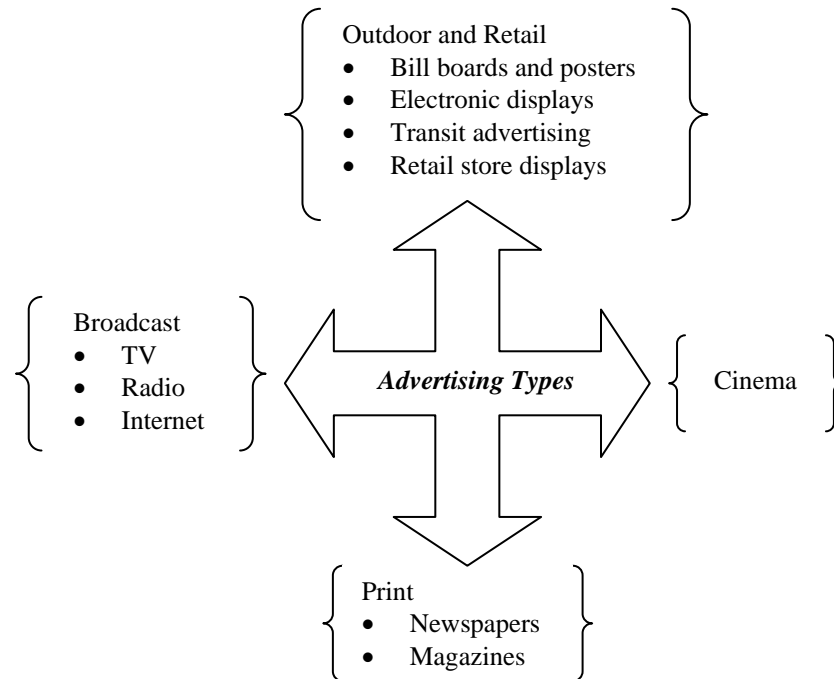 Outdoor and Retail
• Bill boards and posters
• Electronic displays
• Transit advertising
• Retail store displays
Broadcast
• TV
• Radio
• Internet
Advertising Types
Cinema
Print
• Newspapers
• Magazines